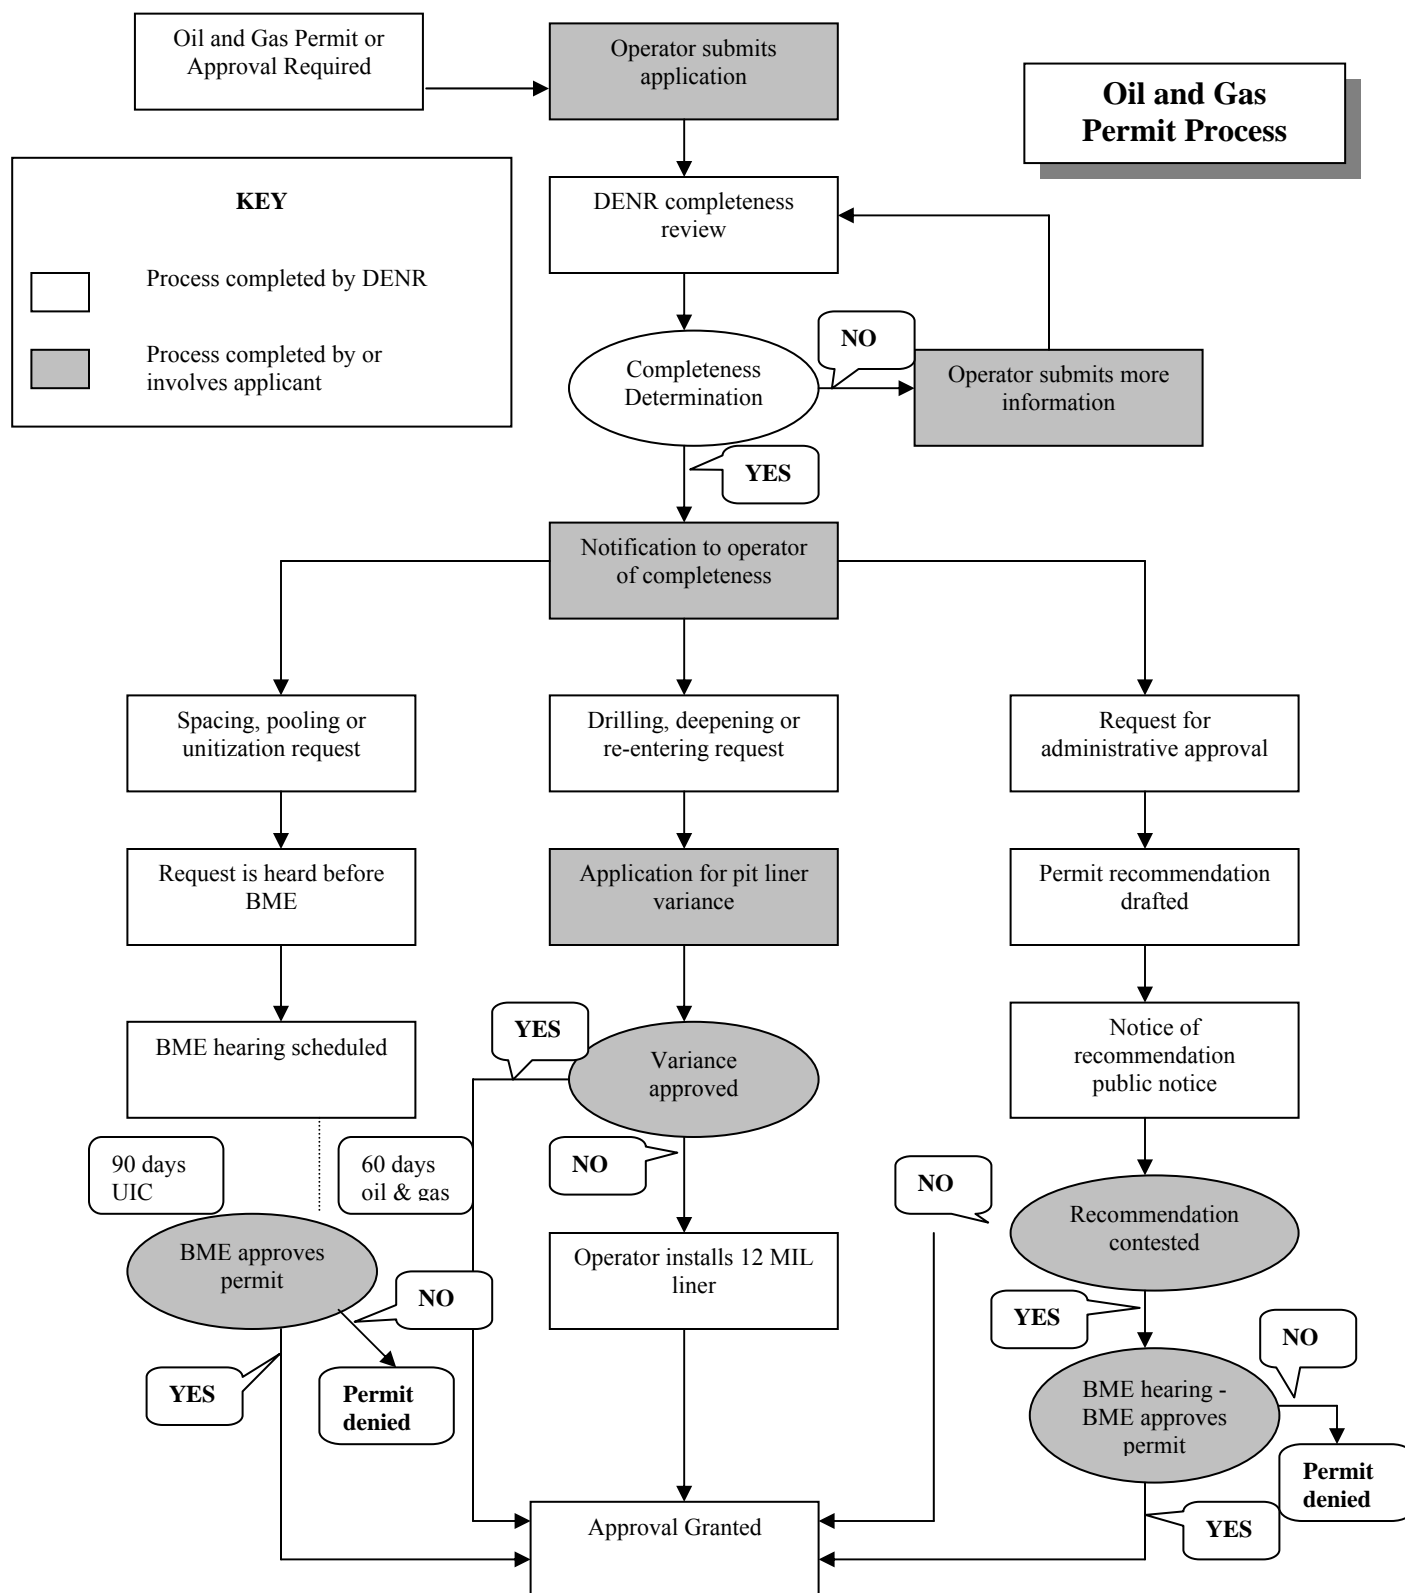 Oil and Gas Permit or
Approval Required
Operator submits
application
Oil and Gas
Permit Process
KEY
Process completed by DENR
Process completed by or
involves applicant
DENR completeness
review
Completeness
Determination
NO
Operator submits more
information
YES
Notification to operator
of completeness
Spacing, pooling or
unitization request
Drilling, deepening or
re-entering request
Request for
administrative approval
Request is heard before
BME
Application for pit liner
variance
Permit recommendation
drafted
BME hearing scheduled
YES
Variance
approved
Notice of
recommendation
public notice
90 days
UIC
60 days
oil & gas
NO
NO
Recommendation
contested
BME approves
permit
NO
Operator installs 12 MIL
liner
YES
NO
YES
Permit
denied
BME hearing -
BME approves
permit
Permit
denied
YES
Approval Granted